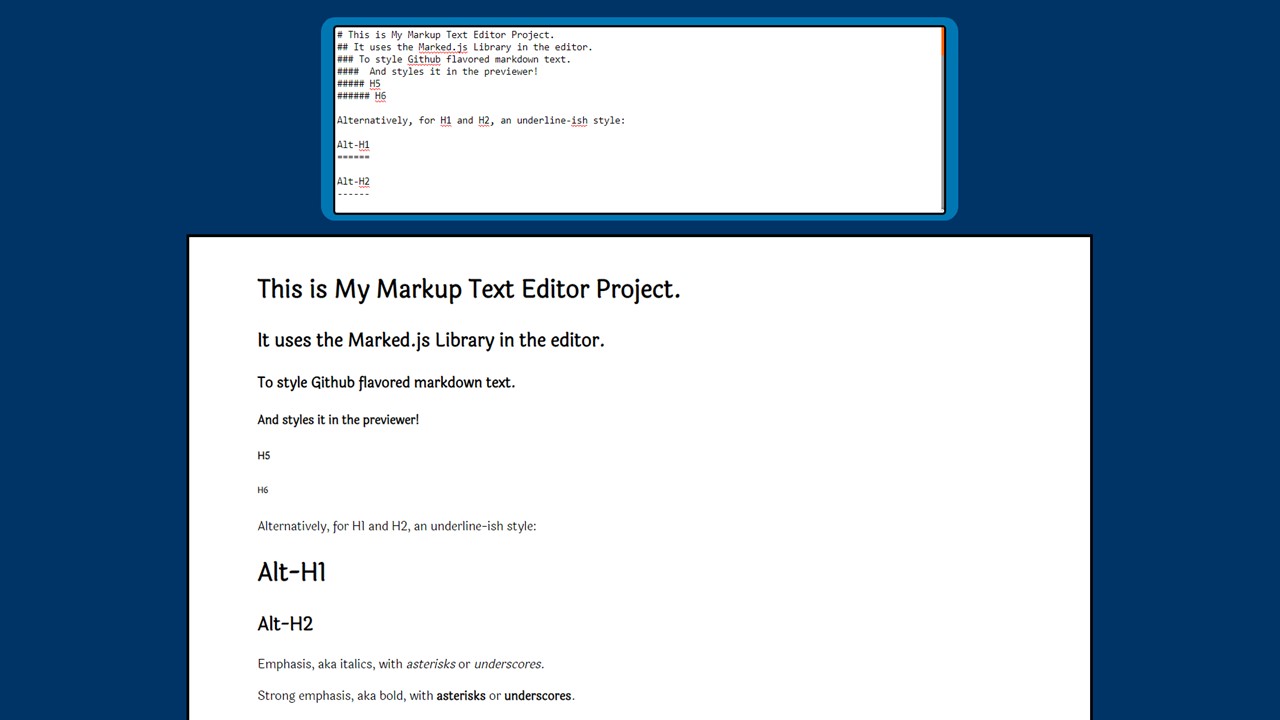 # This is My Markup Text Editor Project.
## It uses the Marked.js Library in the editor.
### To style Github flavored markdown text.
####  And styles it in the previewer!
##### H5
###### H6
Alternatively, for H1 and H2, an underline-ish style:
Alt-H1
======
Alt-H2
------
This is My Markup Text Editor Project.
It uses the Marked.js Library in the editor.
To style Github flavored markdown text.
And styles it in the previewer!
H5
H6
Alternatively, for H1 and H2, an underline-ish style:
Alt-H1
Alt-H2
Emphasis, aka italics, with asterisks or underscores.
Strong emphasis, aka bold, with asterisks or underscores.